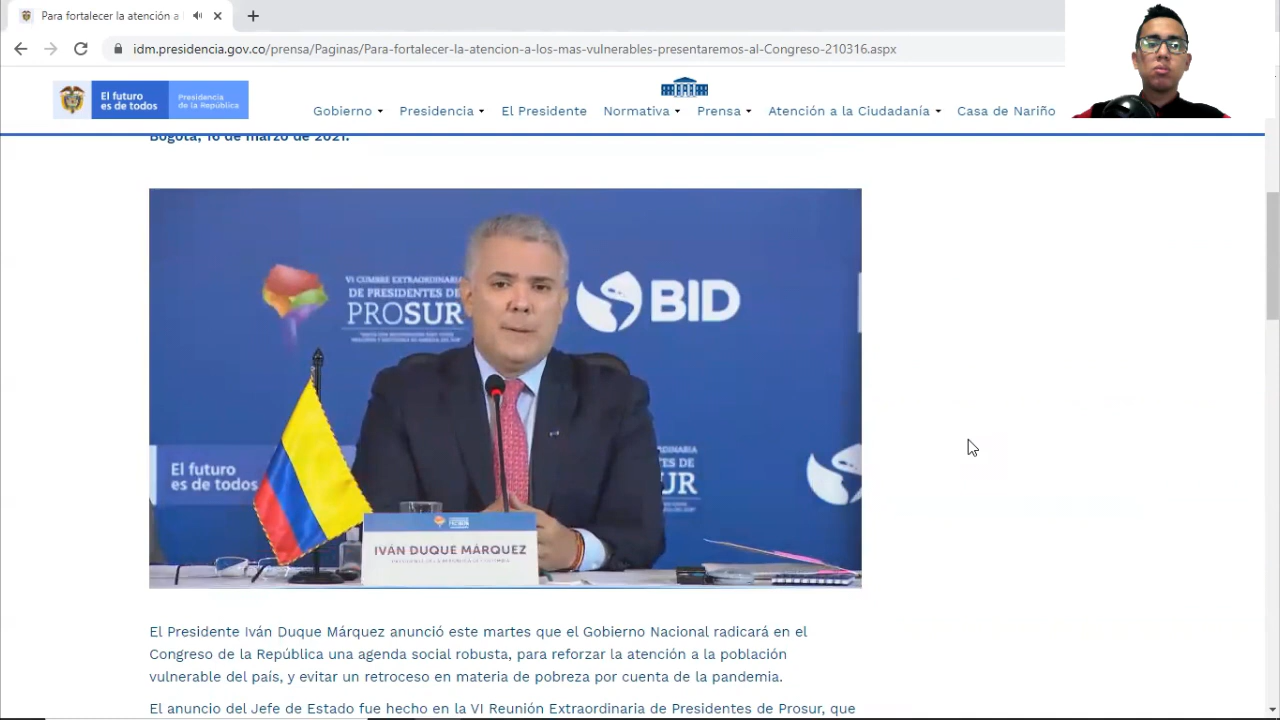 Para fortalecer la atención a
idm.presidencia.gov.co/prensa/Paginas/Para-fortalecer-la-atencion-a-los-mas-vulnerables-presentaremos-al-Congreso-210316.aspx
El futuro
es de todos
Presidencia
de la República
Gobierno
Presidencia
El Presidente
Normativa
Prensa
Atención a la Ciudadanía
Casa de Nariño
Bogotá, 16 de marzo de 2021.
VI CUMBRE EXTRAORDINARIA
DE PRESIDENTES DE
PROSUR
BID
El futuro
es de todos
IVÁN DUQUE MÁRQUEZ
El Presidente Iván Duque Márquez anunció este martes que el Gobierno Nacional radicará en el
Congreso de la República una agenda social robusta, para reforzar la atención a la población
vulnerable del país, y evitar un retroceso en materia de pobreza por cuenta de la pandemia.
El anuncio del Jefe de Estado fue hecho en la VI Reunión Extraordinaria de Presidentes de Prosur, que